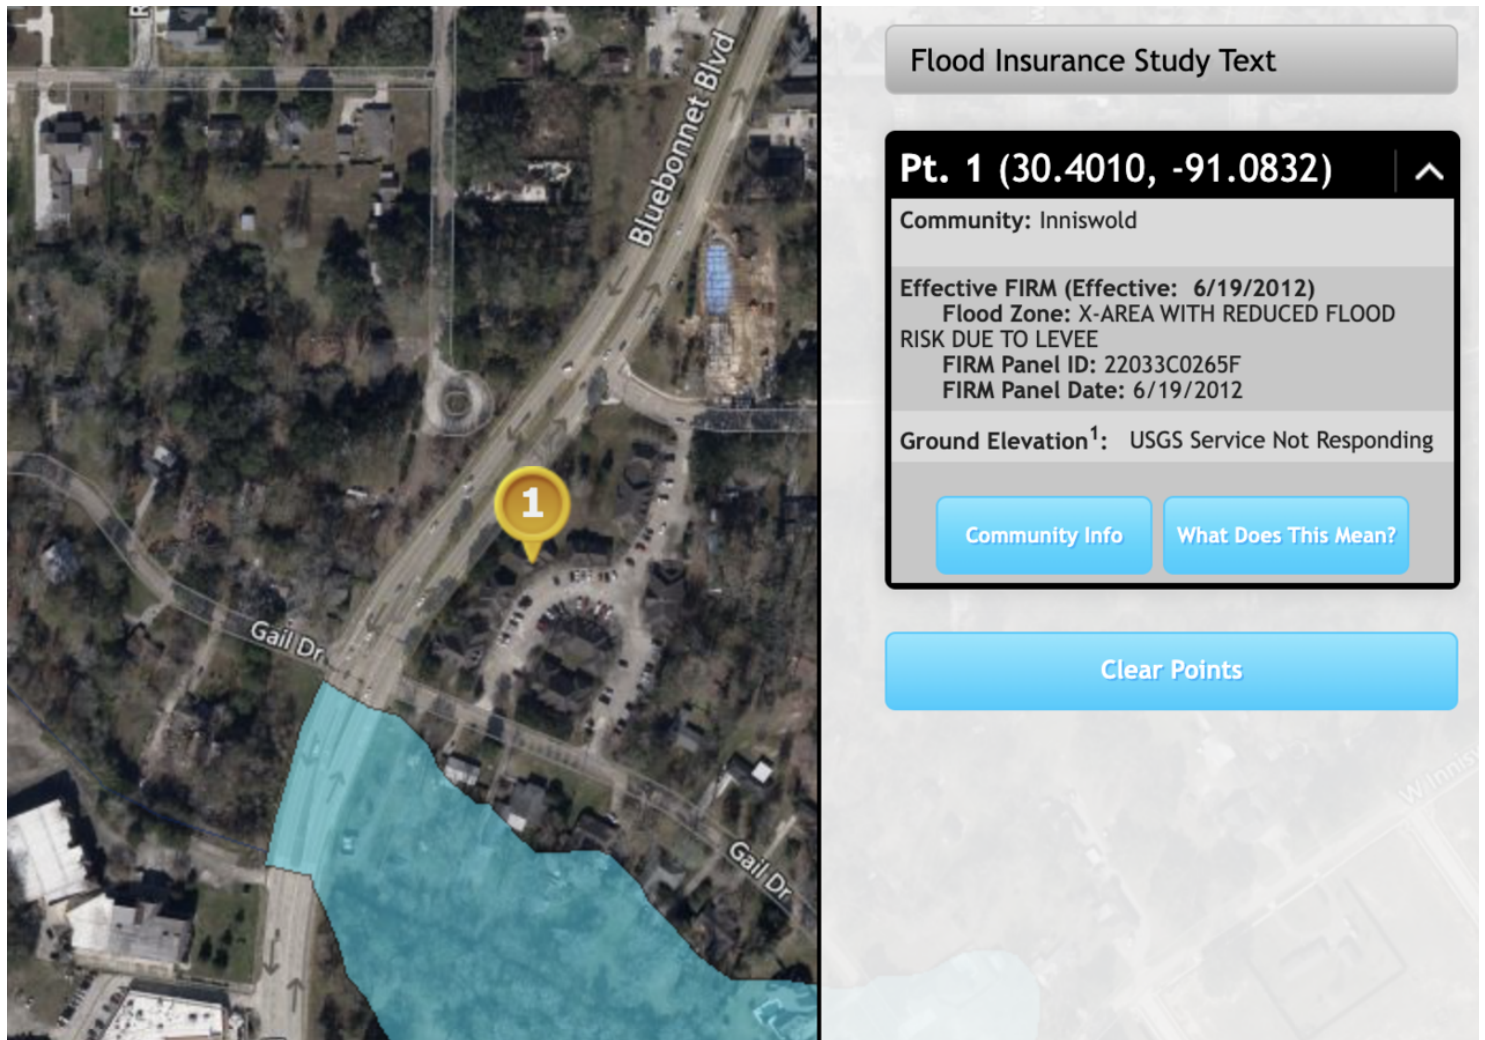 R
Bluebonnet Blvd
1
Gail Dr
Gail Dr
Flood Insurance Study Text
Pt. 1 (30.4010, -91.0832)
Community: Inniswold
Effective FIRM (Effective: 6/19/2012)
Flood Zone: X-AREA WITH REDUCED FLOOD
RISK DUE TO LEVEE
FIRM Panel ID: 22033C0265F
FIRM Panel Date: 6/19/2012
Ground Elevation1: USGS Service Not Responding
Community Info
What Does This Mean?
Clear Points